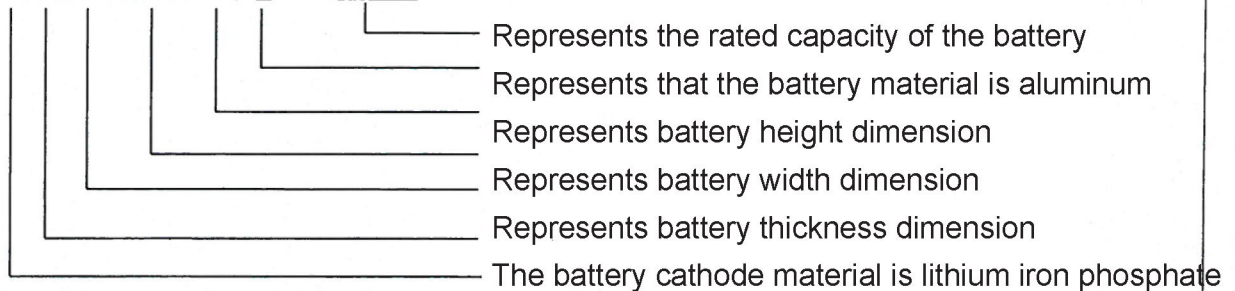 Represents the rated capacity of the battery
Represents that the battery material is aluminum
Represents battery height dimension
Represents battery width dimension
Represents battery thickness dimension
The battery cathode material is lithium iron phosphate